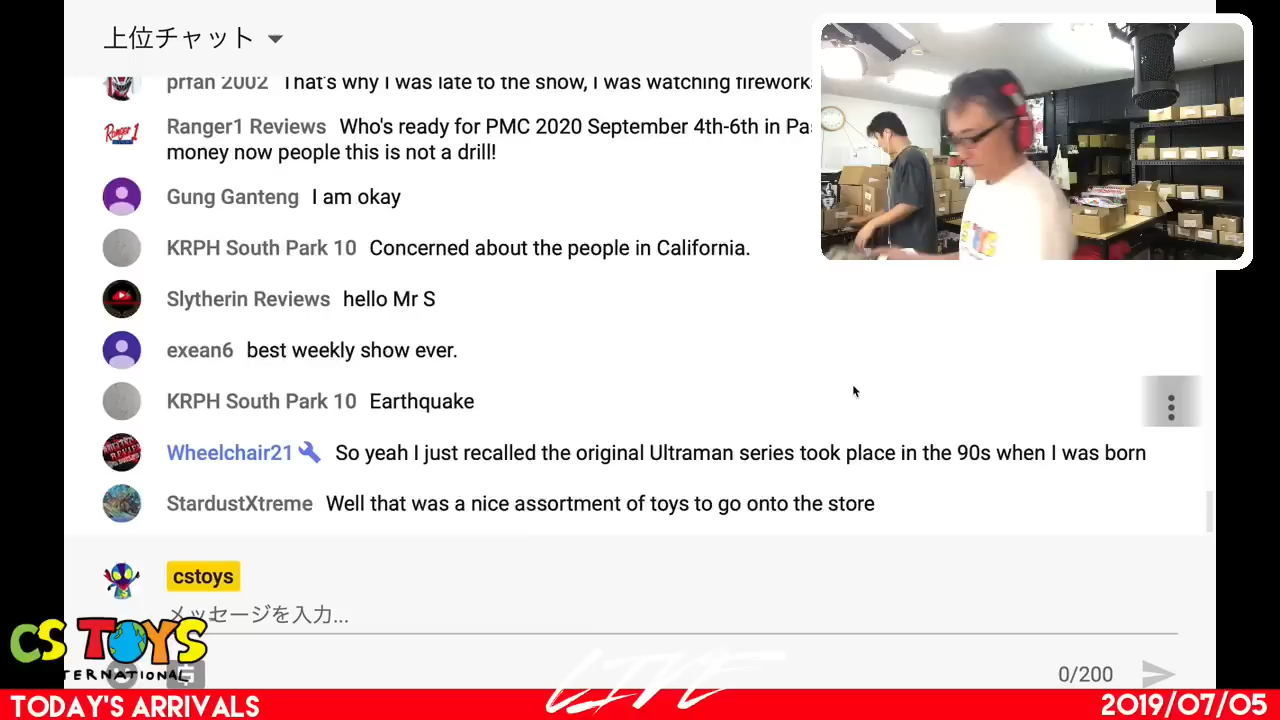 上位チャット
prfan 2002 That's why I was late to the show, I was watching firework
Ranger1 Reviews Who's ready for PMC 2020 September 4th-6th in Pa
money now people this is not a drill!
Gung Ganteng I am okay
KRPH South Park 10 Concerned about the people in California.
Slytherin Reviews hello Mr S
exean6 best weekly show ever.
KRPH South Park 10 Earthquake
Wheelchair21 So yeah I just recalled the original Ultraman series took place in the 90s when I was born
StardustXtreme Well that was a nice assortment of toys to go onto the store
cstoys
メッセージを入力...
CS TOYS
TERNATIONAL
LIVE
0/200
TODAY'S ARRIVALS
2019/07/05